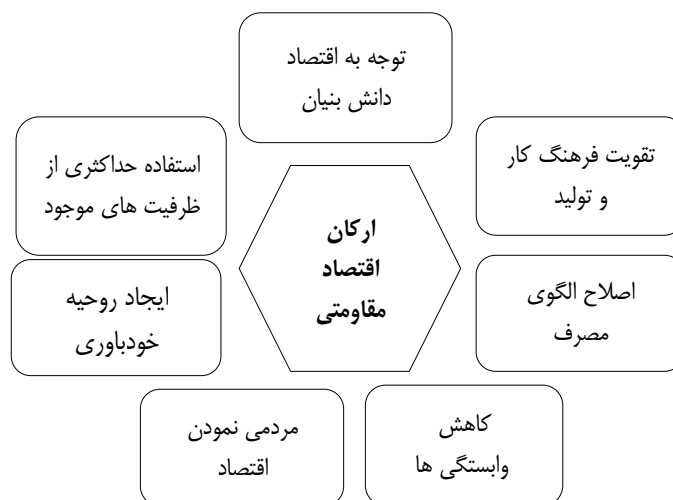 توجه به اقتصاد
دانش بنیان
تقویت فرهنگ کار
و تولید
استفاده حداکثری از
ظرفیت های موجود
ارکان
اقتصاد
مقاومتی
اصلاح الگوی
مصرف
ایجاد روحیه
خودباوری
کاهش
وابستگی ها
مردمی نمودن
اقتصاد